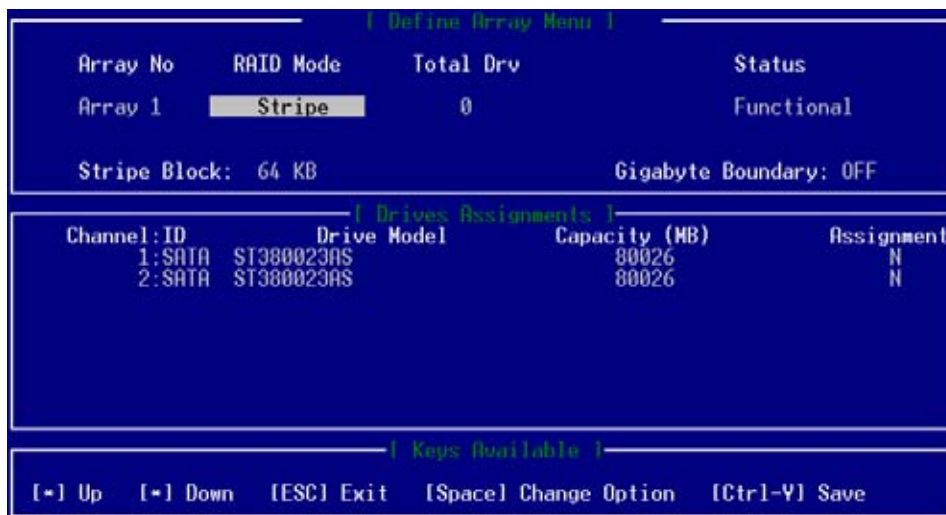 [ Define Array Menu ]
Array No RAID Mode Total Drv Status
Array 1 Stripe 0 Functional
Stripe Block: 64 KB Gigabyte Boundary: OFF
[ Drives Assignments ]
Channel:ID Drive Model Capacity (MB) Assignment
1:SATA ST380023AS 80026 N
2:SATA ST380023AS 80026 N
[ Keys Available ]
[↑] Up [↓] Down [ESC] Exit [Space] Change Option [Ctrl-Y] Save